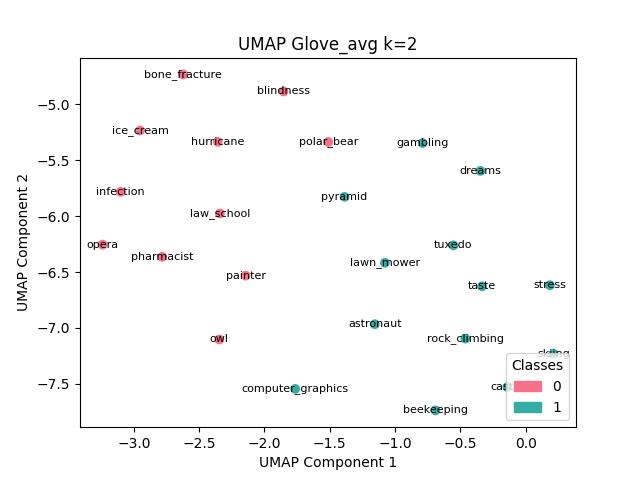 UMAP Glove_avg k=2
bone_fracture
blindness
ice_cream
hurricane
polar_bear
gambling
dreams
infection
pyramid
law_school
opera
tuxedo
pharmacist
lawn_mower
painter
taste
stress
astronaut
owl
rock_climbing
skiing
computer_graphics
beekeeping
Classes
0
1
−5.0
−5.5
−6.0
−6.5
−7.0
−7.5
UMAP Component 2
−3.0 −2.5 −2.0 −1.5 −1.0 −0.5 0.0
UMAP Component 1